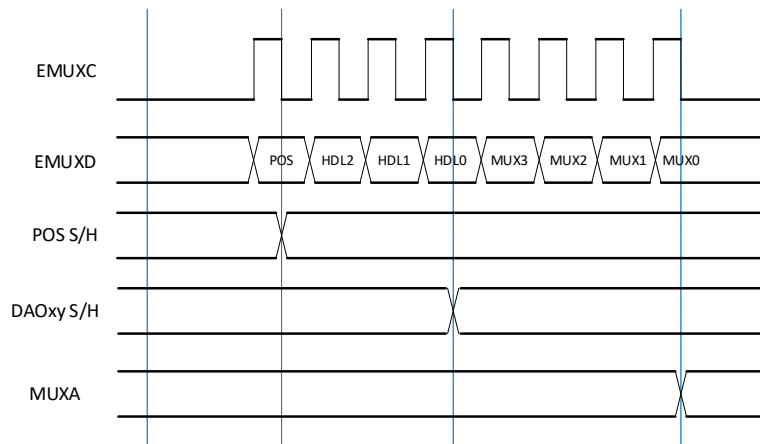 EMUXC
EMUXD POS HDL2 HDL1 HDL0 MUX3 MUX2 MUX1 MUX0
POS S/H
DAOxy S/H
MUXA